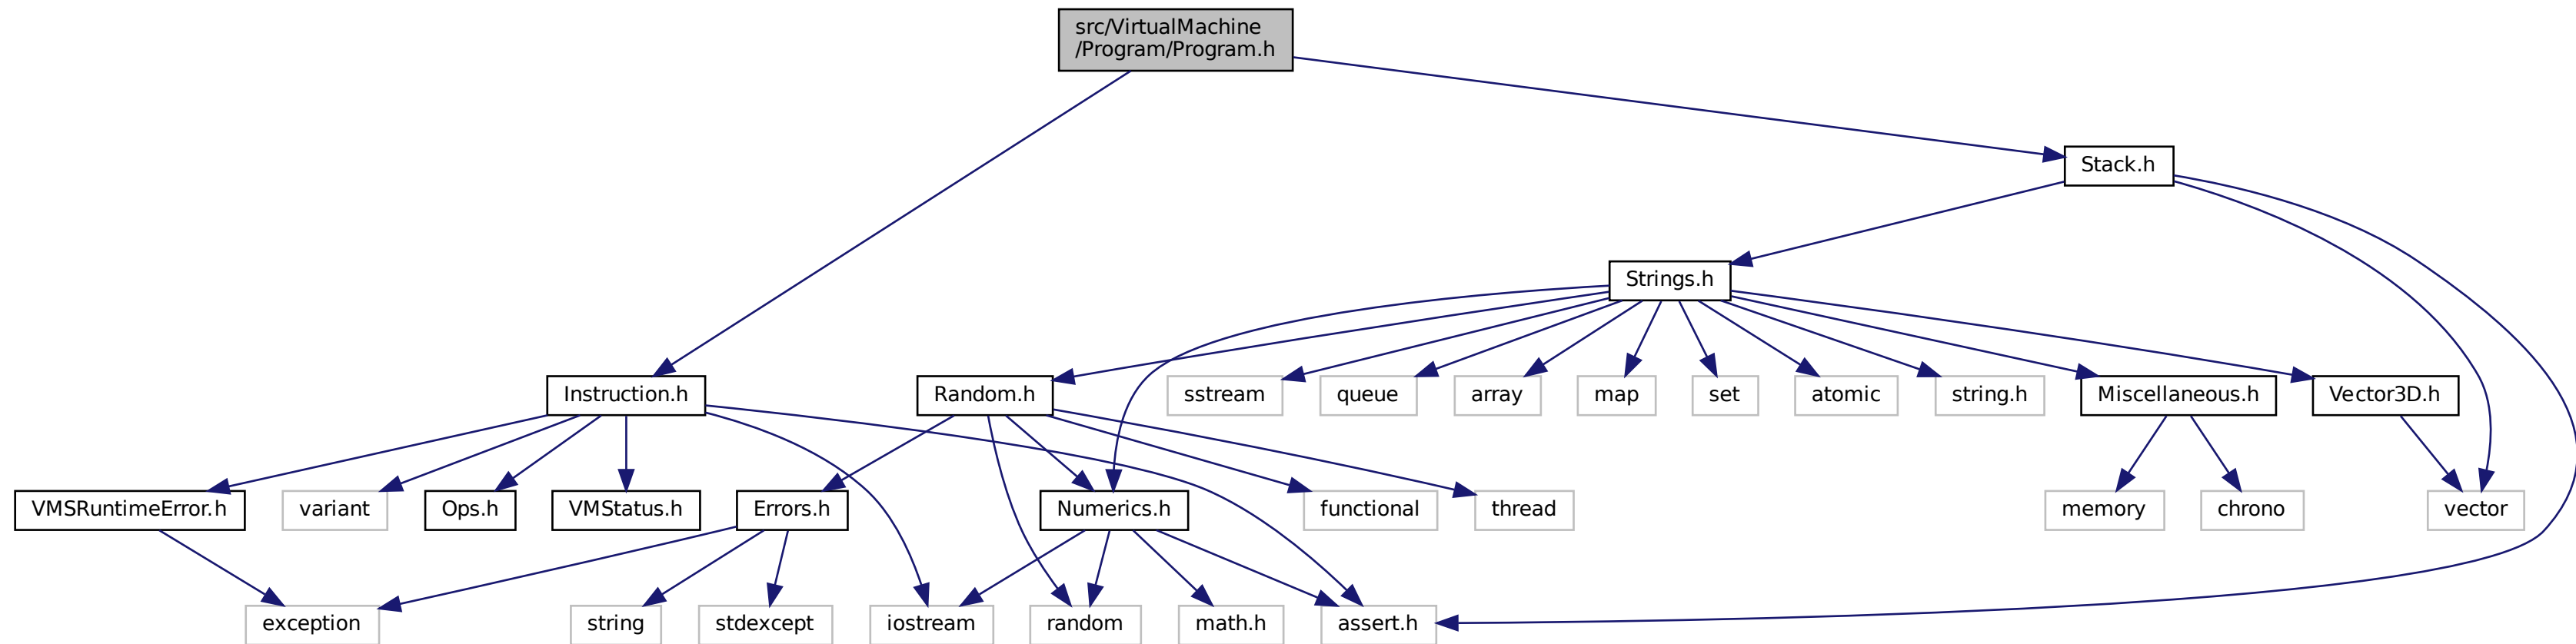 src/VirtualMachine
/Program/Program.h
Stack.h
Strings.h
Instruction.h
Random.h
sstream
queue
array
map
set
atomic
string.h
Miscellaneous.h
Vector3D.h
VMSRuntimeError.h
variant
Ops.h
VMStatus.h
Errors.h
Numerics.h
functional
thread
memory
chrono
vector
exception
string
stdexcept
iostream
random
math.h
assert.h